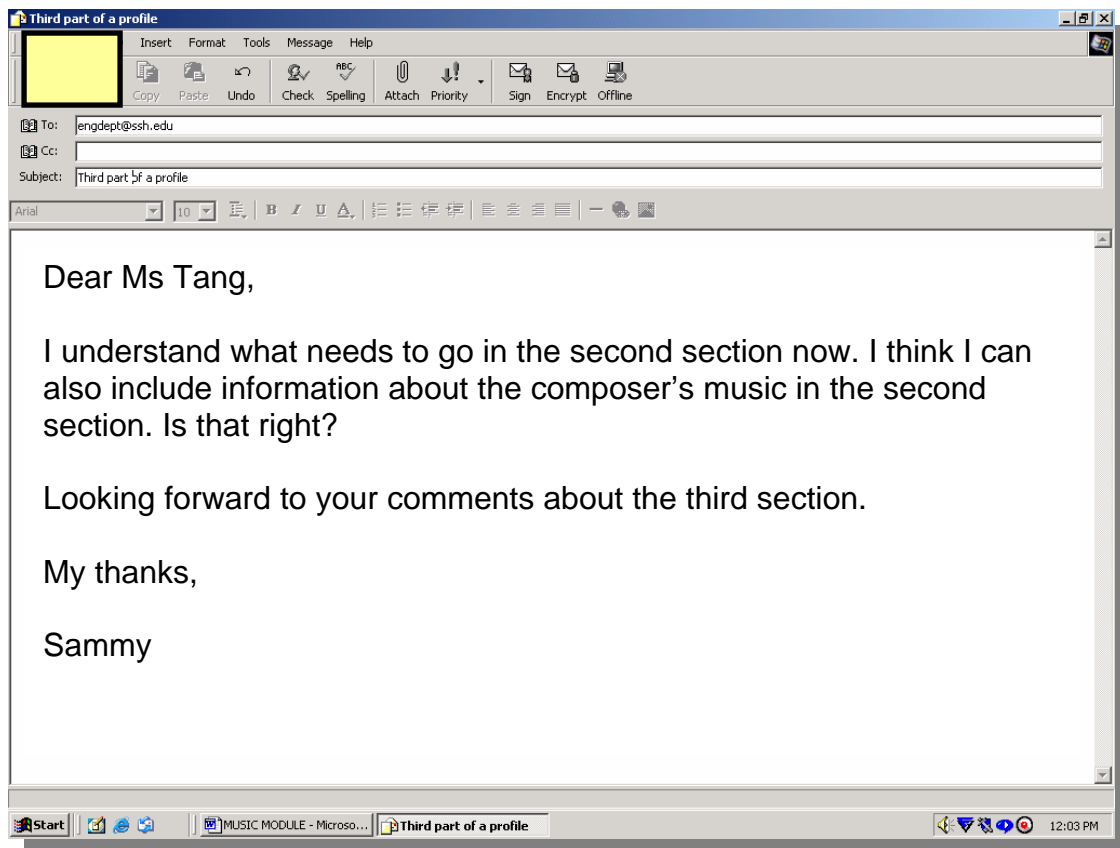 Third part of a profile
Insert Format Tools Message Help
Copy Paste Undo Check Spelling Attach Priority Sign Encrypt Offline
To: engdept@ssh.edu
Cc:
Subject: Third part of a profile
Arial 10 B I U A
Dear Ms Tang,
I understand what needs to go in the second section now. I think I can
also include information about the composer’s music in the second
section. Is that right?
Looking forward to your comments about the third section.
My thanks,
Sammy
Start MUSIC MODULE - Microso... Third part of a profile 12:03 PM